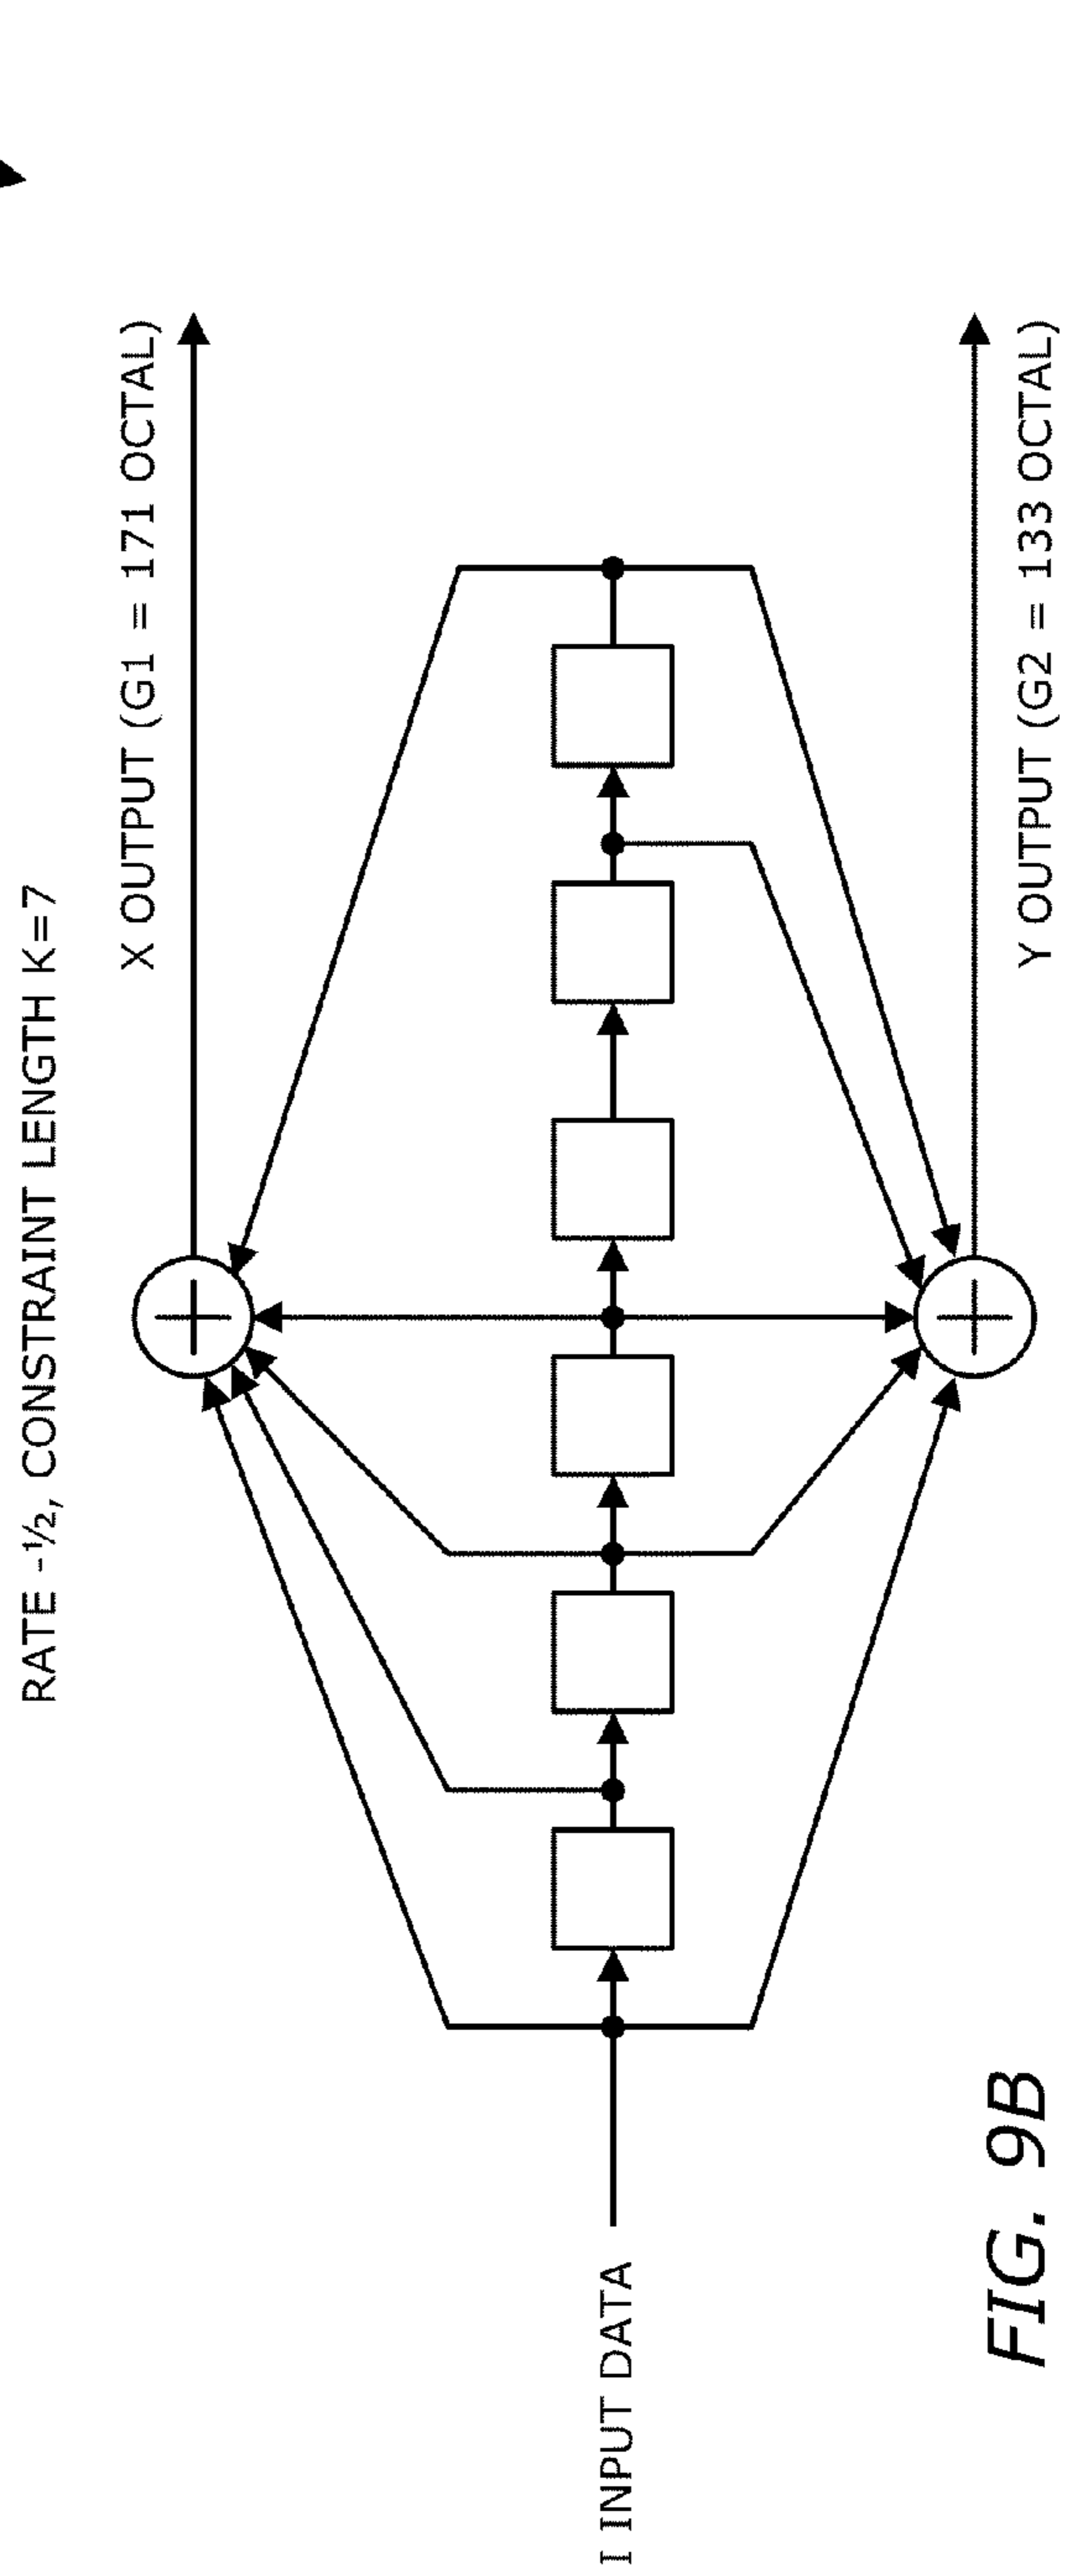 RATE -½, CONSTRAINT LENGTH K=7
X OUTPUT (G1 = 171 OCTAL)
I INPUT DATA
Y OUTPUT (G2 = 133 OCTAL)
FIG. 9B